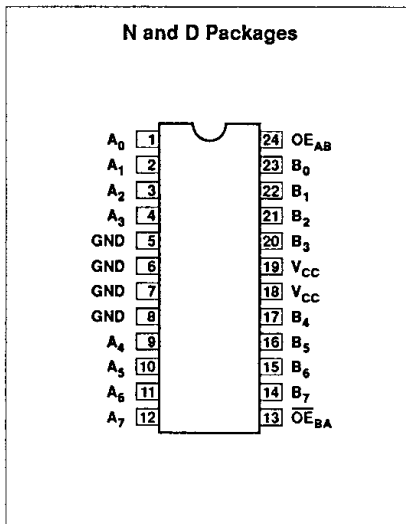 N and D Packages
A0 1 24 OEAB
A1 2 23 B0
A2 3 22 B1
A3 4 21 B2
GND 5 20 B3
GND 6 19 VCC
GND 7 18 VCC
GND 8 17 B4
A4 9 16 B5
A5 10 15 B6
A6 11 14 B7
A7 12 13 O̅E̅BA